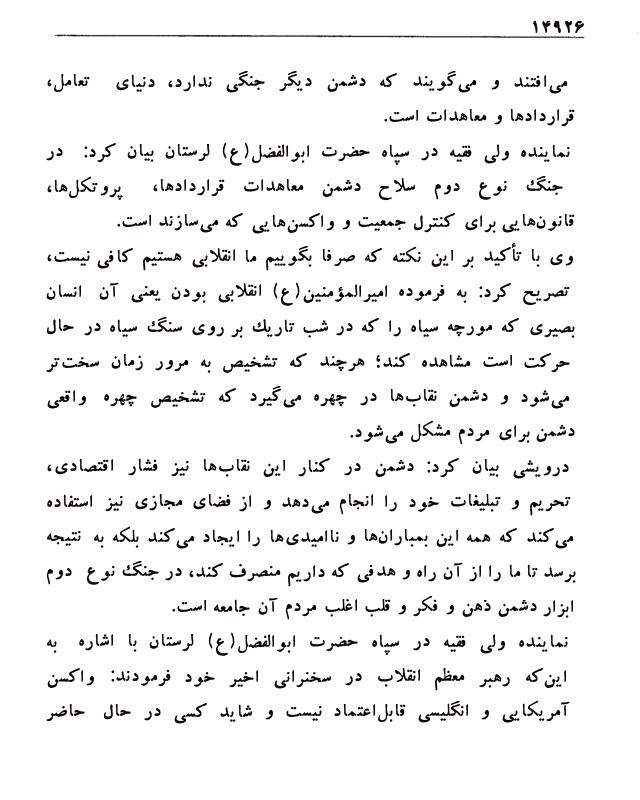 ۱۴۹۲۶
می‌افتند و می‌گویند که دشمن دیگر جنگی ندارد، دنیای تعامل،
قراردادها و معاهدات است.
نماینده ولی فقیه در سپاه حضرت ابوالفضل(ع) لرستان بیان کرد: در
جنگ نوع دوم سلاح دشمن معاهدات قراردادها، پروتکل‌ها،
قانون‌هایی برای کنترل جمعیت و واکسن‌هایی که می‌سازند است.
وی با تأکید بر این نکته که صرفا بگوییم ما انقلابی هستیم کافی نیست،
تصریح کرد: به فرموده امیرالمؤمنین(ع) انقلابی بودن یعنی آن انسان
بصیری که مورچه سیاه را که در شب تاریك بر روی سنگ سیاه در حال
حرکت است مشاهده کند؛ هرچند که تشخیص به مرور زمان سخت‌تر
می‌شود و دشمن نقاب‌ها در چهره می‌گیرد که تشخیص چهره واقعی
دشمن برای مردم مشکل می‌شود.
درویشی بیان کرد: دشمن در کنار این نقاب‌ها نیز فشار اقتصادی،
تحریم و تبلیغات خود را انجام می‌دهد و از فضای مجازی نیز استفاده
می‌کند که همه این بمباران‌ها و ناامیدی‌ها را ایجاد می‌کند بلکه به نتیجه
برسد تا ما را از آن راه و هدفی که داریم منصرف کند، در جنگ نوع دوم
ابزار دشمن ذهن و فکر و قلب اغلب مردم آن جامعه است.
نماینده ولی فقیه در سپاه حضرت ابوالفضل(ع) لرستان با اشاره به
این‌که رهبر معظم انقلاب در سخنرانی اخیر خود فرمودند: واکسن
آمریکایی و انگلیسی قابل‌اعتماد نیست و شاید کسی در حال حاضر